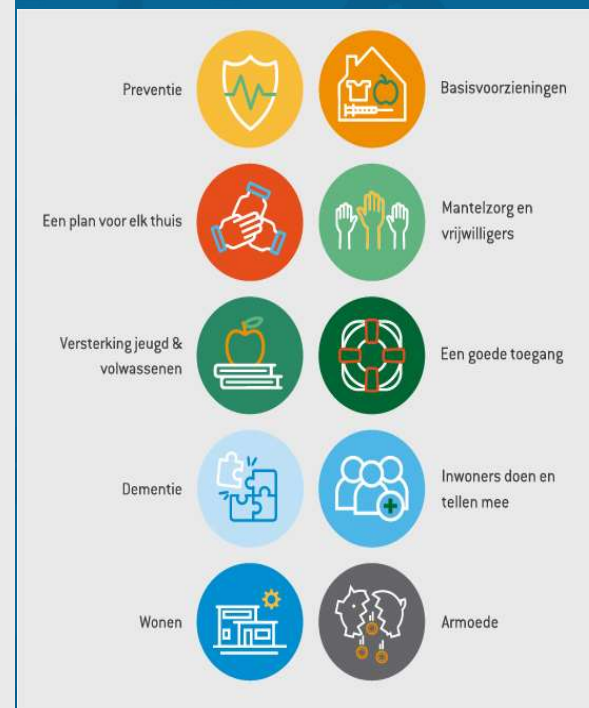 Preventie
Basisvoorzieningen
Een plan voor elk thuis
Mantelzorg en
vrijwilligers
Versterking jeugd &
volwassenen
Een goede toegang
Dementie
Inwoners doen en
tellen mee
Wonen
Armoede